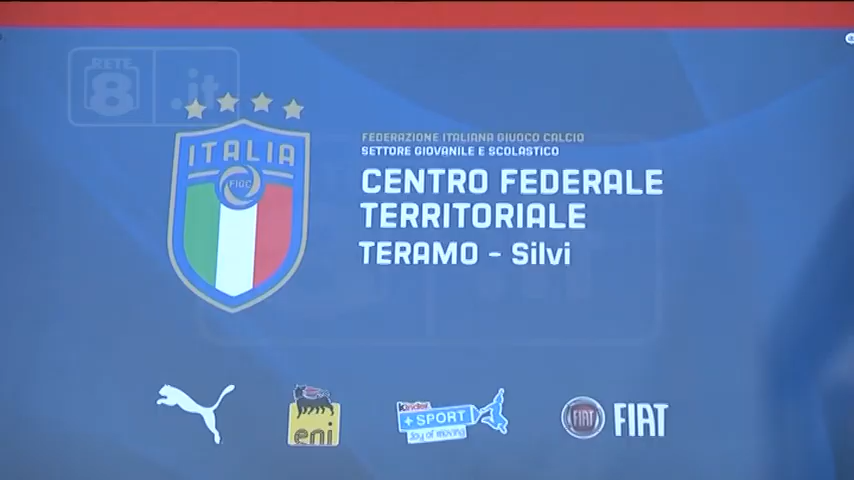 RETE
8
.it
ITALIA
FIGC
FEDERAZIONE ITALIANA GIUOCO CALCIO
SETTORE GIOVANILE E SCOLASTICO
CENTRO FEDERALE
TERRITORIALE
TERAMO - Silvi
eni
Kinder
+SPORT
Joy of moving
FIAT
FIAT